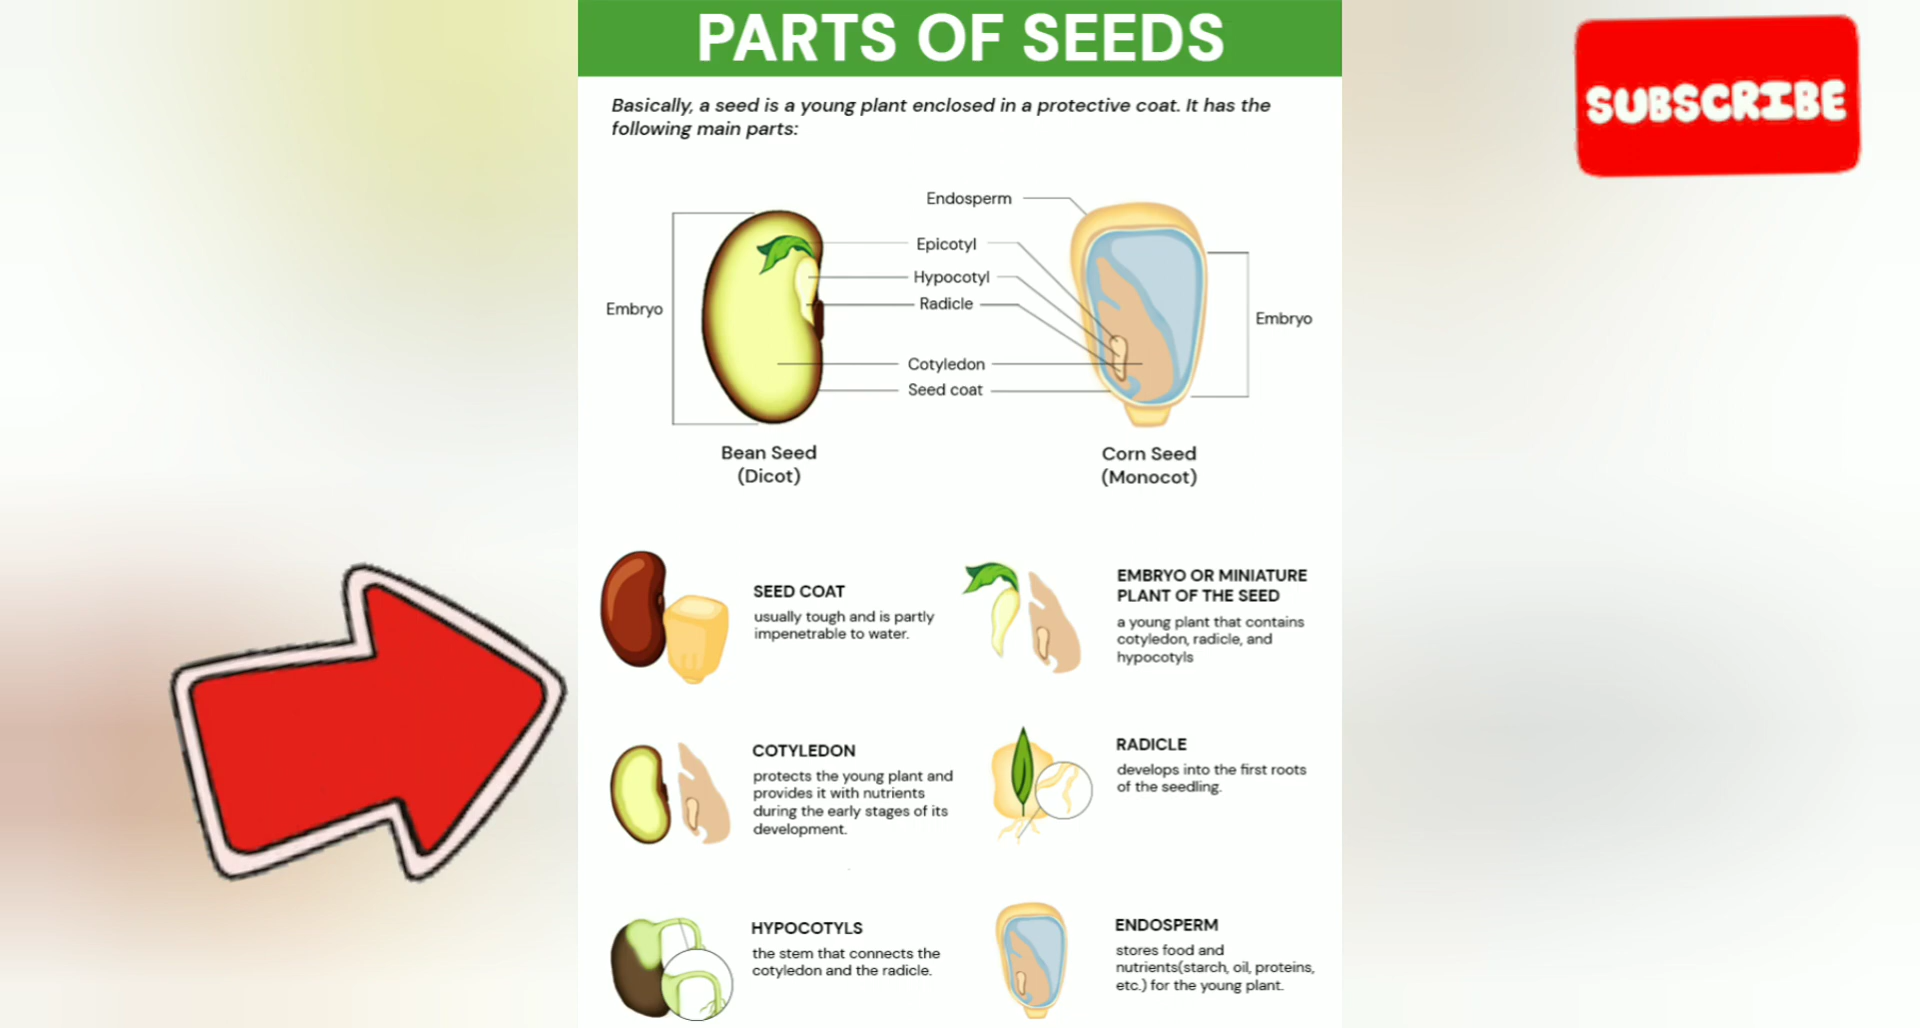 PARTS OF SEEDS
SUBSCRIBE
Basically, a seed is a young plant enclosed in a protective coat. It has the
following main parts:
Endosperm
Epicotyl
Hypocotyl
Radicle
Embryo
Embryo
Cotyledon
Seed coat
Bean Seed
(Dicot)
Corn Seed
(Monocot)
SEED COAT
usually tough and is partly
impenetrable to water.
EMBRYO OR MINIATURE
PLANT OF THE SEED
a young plant that contains
cotyledon, radicle, and
hypocotyls
COTYLEDON
protects the young plant and
provides it with nutrients
during the early stages of its
development.
RADICLE
develops into the first roots
of the seedling.
HYPOCOTYLS
the stem that connects the
cotyledon and the radicle.
ENDOSPERM
stores food and
nutrients(starch, oil, proteins,
etc.) for the young plant.